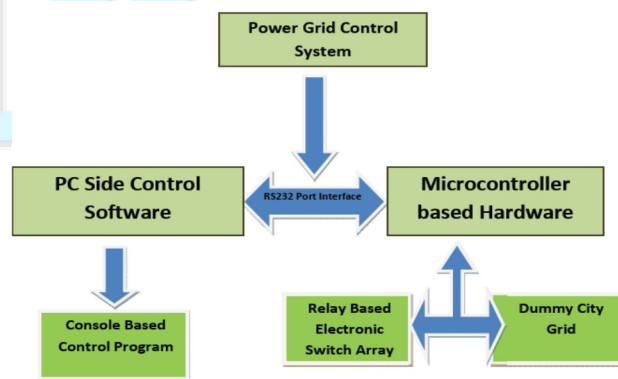 Power Grid Control
System
PC Side Control
Software
RS232 Port Interface
Microcontroller
based Hardware
Console Based
Control Program
Relay Based
Electronic
Switch Array
Dummy City
Grid